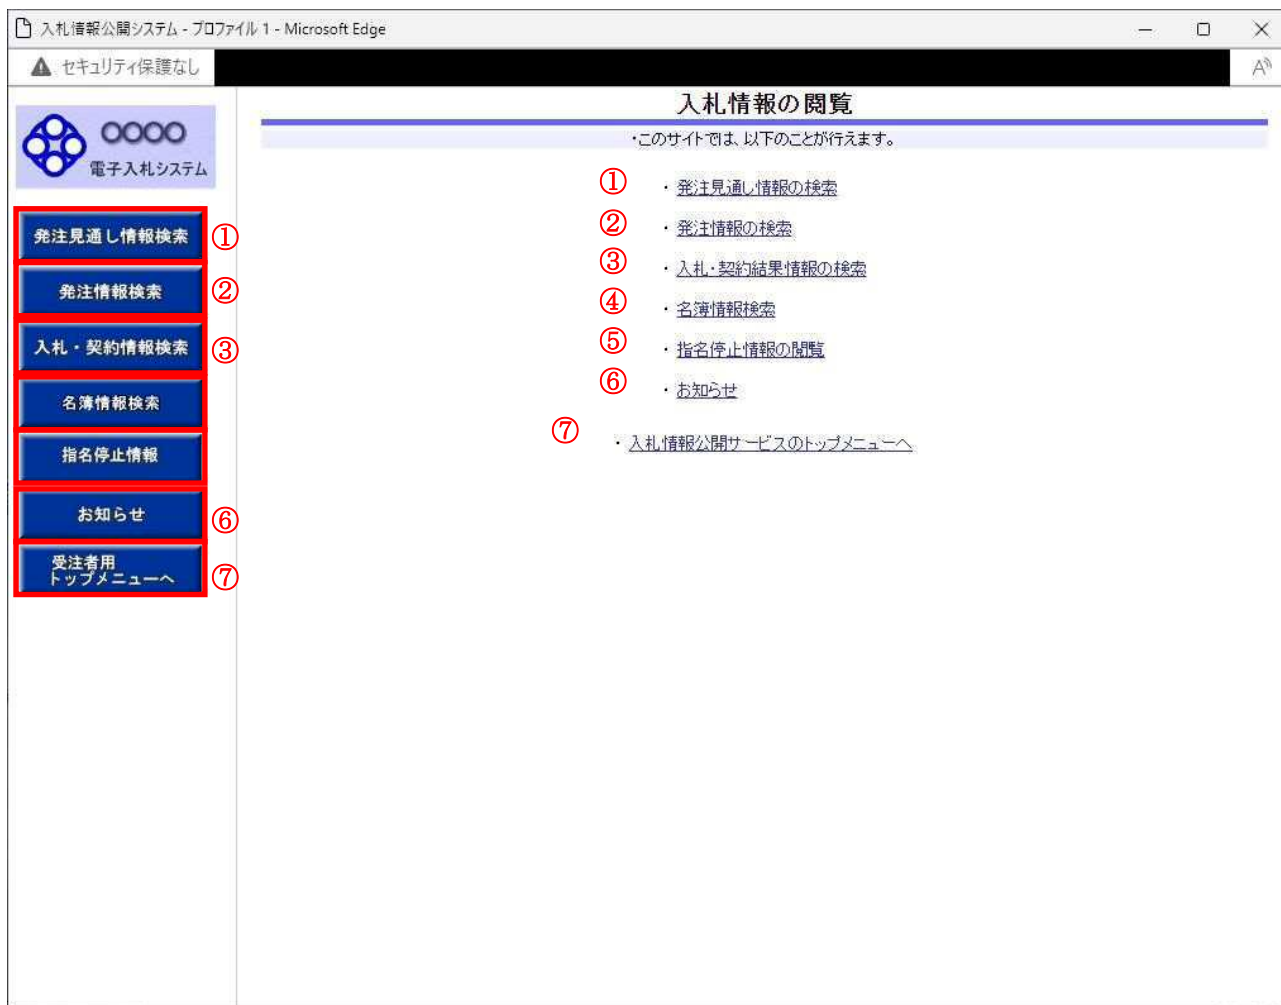 入札情報公開システム - プロファイル 1 - Microsoft Edge
セキュリティ保護なし
A
〇〇〇〇
電子入札システム
発注見通し情報検索 ①
発注情報検索 ②
入札・契約情報検索 ③
名簿情報検索
指名停止情報
お知らせ ⑥
受注者用
トップメニューへ ⑦
入札情報の閲覧
・このサイトでは、以下のことが行えます。
① ・発注見通し情報の検索
② ・発注情報の検索
③ ・入札・契約結果情報の検索
④ ・名簿情報検索
⑤ ・指名停止情報の閲覧
⑥ ・お知らせ
⑦ ・入札情報公開サービスのトップメニューへ